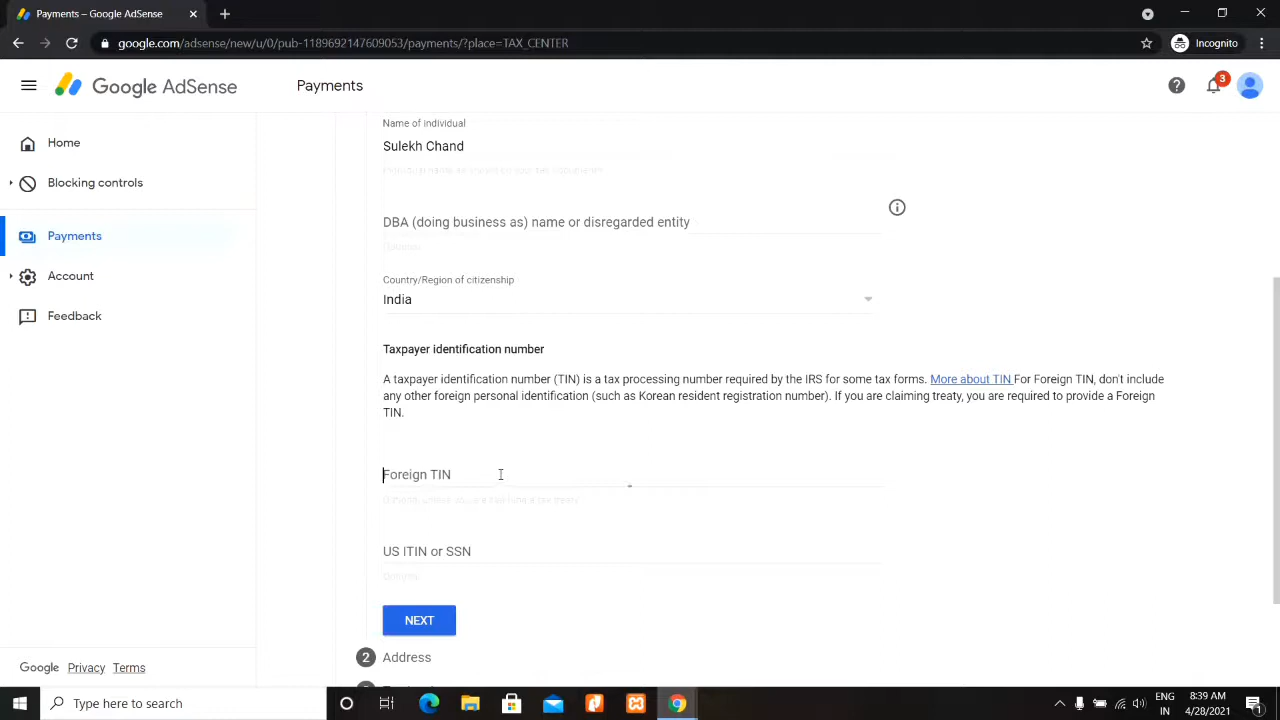 Payments – Google AdSense
google.com/adsense/new/u/0/pub-1189692147609053/payments/?place=TAX_CENTER
Incognito
Google AdSense
Payments
3
Home
Blocking controls
Payments
Account
Feedback
Name of individual
Sulekh Chand
DBA (doing business as) name or disregarded entity
Country/Region of citizenship
India
Taxpayer identification number
A taxpayer identification number (TIN) is a tax processing number required by the IRS for some tax forms. More about TIN For Foreign TIN, don't include
any other foreign personal identification (such as Korean resident registration number). If you are claiming treaty, you are required to provide a Foreign
TIN.
Foreign TIN
US ITIN or SSN
NEXT
2 Address
Google Privacy Terms
Type here to search
ENG
IN
8:39 AM
4/28/2021